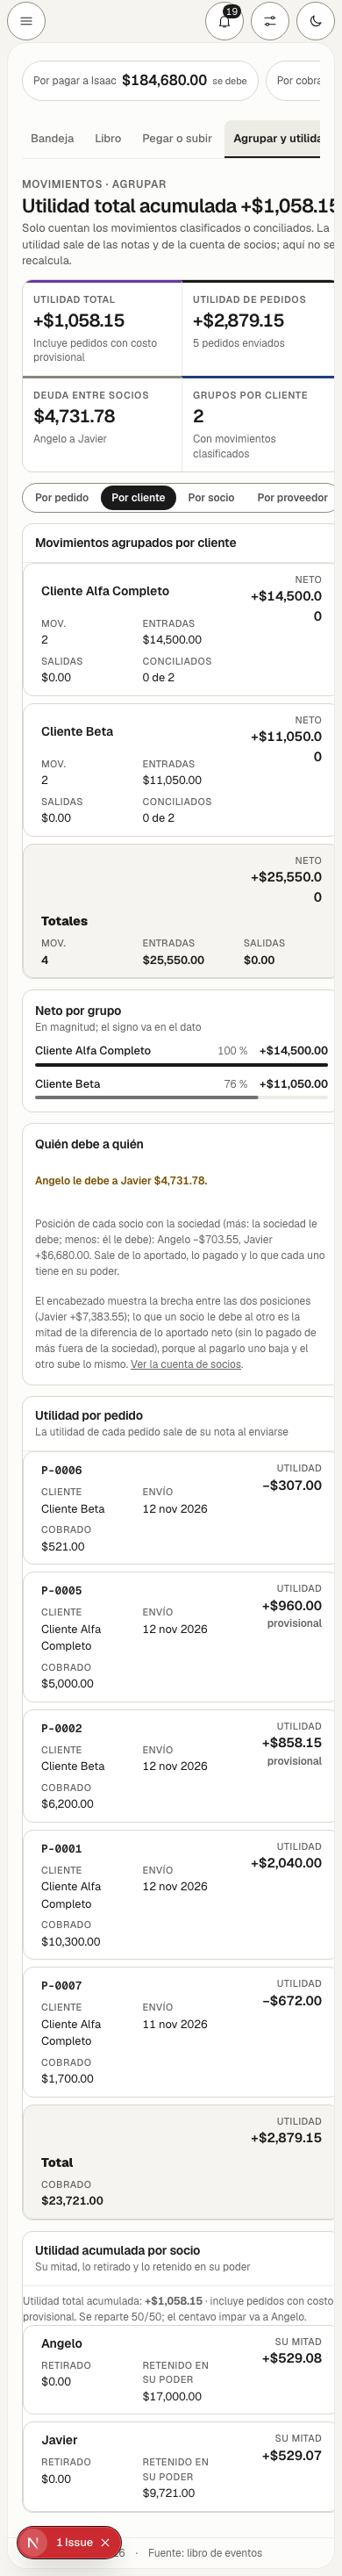 19
Por pagar a Isaac $184,680.00 se debe
Por cobra
Bandeja Libro Pegar o subir Agrupar y utilida
MOVIMIENTOS · AGRUPAR
Utilidad total acumulada +$1,058.15
Solo cuentan los movimientos clasificados o conciliados. La
utilidad sale de las notas y de la cuenta de socios; aquí no se
recalcula.
UTILIDAD TOTAL
+$1,058.15
Incluye pedidos con costo
provisional
UTILIDAD DE PEDIDOS
+$2,879.15
5 pedidos enviados
DEUDA ENTRE SOCIOS
$4,731.78
Angelo a Javier
GRUPOS POR CLIENTE
2
Con movimientos
clasificados
Por pedido Por cliente Por socio Por proveedor
Movimientos agrupados por cliente
Cliente Alfa Completo
NETO
+$14,500.0
0
MOV.
2
ENTRADAS
$14,500.00
SALIDAS
$0.00
CONCILIADOS
0 de 2
Cliente Beta
NETO
+$11,050.0
0
MOV.
2
ENTRADAS
$11,050.00
SALIDAS
$0.00
CONCILIADOS
0 de 2
NETO
+$25,550.0
0
Totales
MOV.
4
ENTRADAS
$25,550.00
SALIDAS
$0.00
Neto por grupo
En magnitud; el signo va en el dato
Cliente Alfa Completo 100 % +$14,500.00
Cliente Beta 76 % +$11,050.00
Quién debe a quién
Angelo le debe a Javier $4,731.78.
Posición de cada socio con la sociedad (más: la sociedad le
debe; menos: él le debe): Angelo −$703.55, Javier
+$6,680.00. Sale de lo aportado, lo pagado y lo que cada uno
tiene en su poder.
El encabezado muestra la brecha entre las dos posiciones
(Javier +$7,383.55); lo que un socio le debe al otro es la
mitad de la diferencia de lo aportado neto (sin lo pagado de
más fuera de la sociedad), porque al pagarlo uno baja y el
otro sube lo mismo. Ver la cuenta de socios.
Utilidad por pedido
La utilidad de cada pedido sale de su nota al enviarse
P-0006
UTILIDAD
−$307.00
CLIENTE
Cliente Beta
ENVÍO
12 nov 2026
COBRADO
$521.00
P-0005
UTILIDAD
+$960.00
provisional
CLIENTE
Cliente Alfa
Completo
ENVÍO
12 nov 2026
COBRADO
$5,000.00
P-0002
UTILIDAD
+$858.15
provisional
CLIENTE
Cliente Beta
ENVÍO
12 nov 2026
COBRADO
$6,200.00
P-0001
UTILIDAD
+$2,040.00
CLIENTE
Cliente Alfa
Completo
ENVÍO
12 nov 2026
COBRADO
$10,300.00
P-0007
UTILIDAD
−$672.00
CLIENTE
Cliente Alfa
Completo
ENVÍO
11 nov 2026
COBRADO
$1,700.00
UTILIDAD
+$2,879.15
Total
COBRADO
$23,721.00
Utilidad acumulada por socio
Su mitad, lo retirado y lo retenido en su poder
Utilidad total acumulada: +$1,058.15 · incluye pedidos con costo
provisional. Se reparte 50/50; el centavo impar va a Angelo.
Angelo
SU MITAD
+$529.08
RETIRADO
$0.00
RETENIDO EN
SU PODER
$17,000.00
Javier
SU MITAD
+$529.07
RETIRADO
$0.00
RETENIDO EN
SU PODER
$9,721.00
N 1 Issue
26 · Fuente: libro de eventos